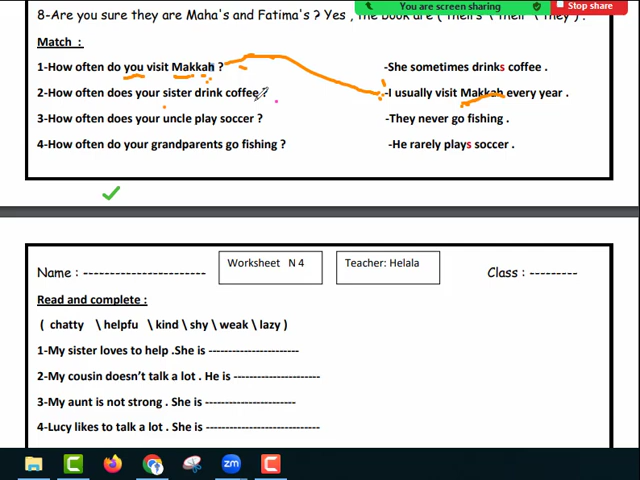 You are screen sharing
Stop share
8-Are you sure they are Maha's and Fatima's ? Yes , The book are ( Theirs \ Their \ They ) .
Match :
1-How often do you visit Makkah ?
-She sometimes drinks coffee .
2-How often does your sister drink coffee ?
-I usually visit Makkah every year .
3-How often does your uncle play soccer ?
-They never go fishing .
4-How often do your grandparents go fishing ?
-He rarely plays soccer .
Name : ------------------------
Worksheet N 4
Teacher: Helala
Class : ---------
Read and complete :
( chatty \ helpfu \ kind \ shy \ weak \ lazy )
1-My sister loves to help .She is -----------------------
2-My cousin doesn't talk a lot . He is ----------------------
3-My aunt is not strong . She is -----------------------
4-Lucy likes to talk a lot . She is ----------------------------
zm